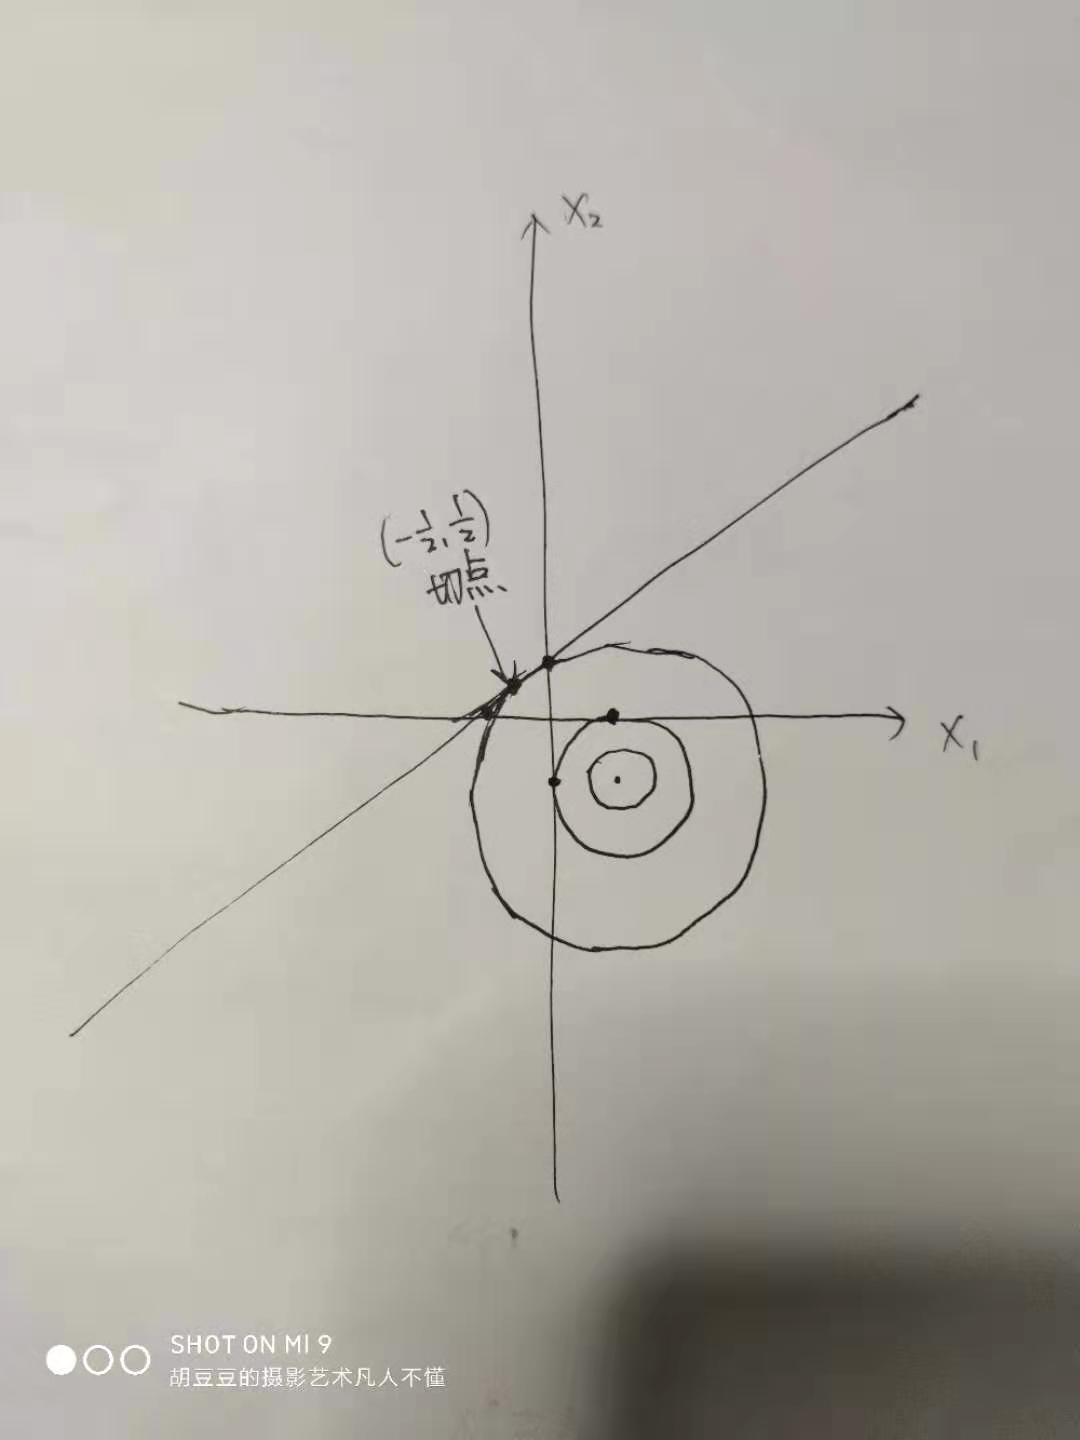 X₂
(-1/2, 1/2)
切点
X₁
SHOT ON MI 9
胡豆豆的摄影艺术凡人不懂